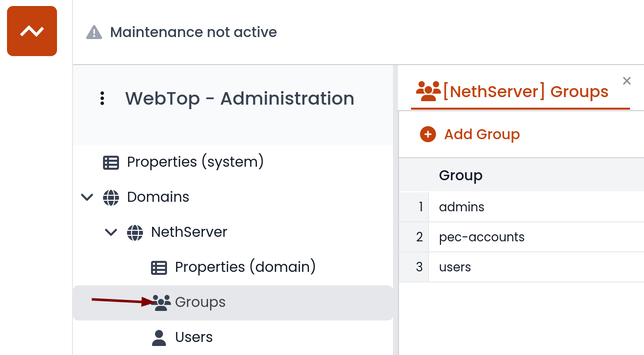 Maintenance not active
WebTop - Administration
Properties (system)
Domains
NethServer
Properties (domain)
Groups
Users
[NethServer] Groups
Add Group
Group
1 admins
2 pec-accounts
3 users